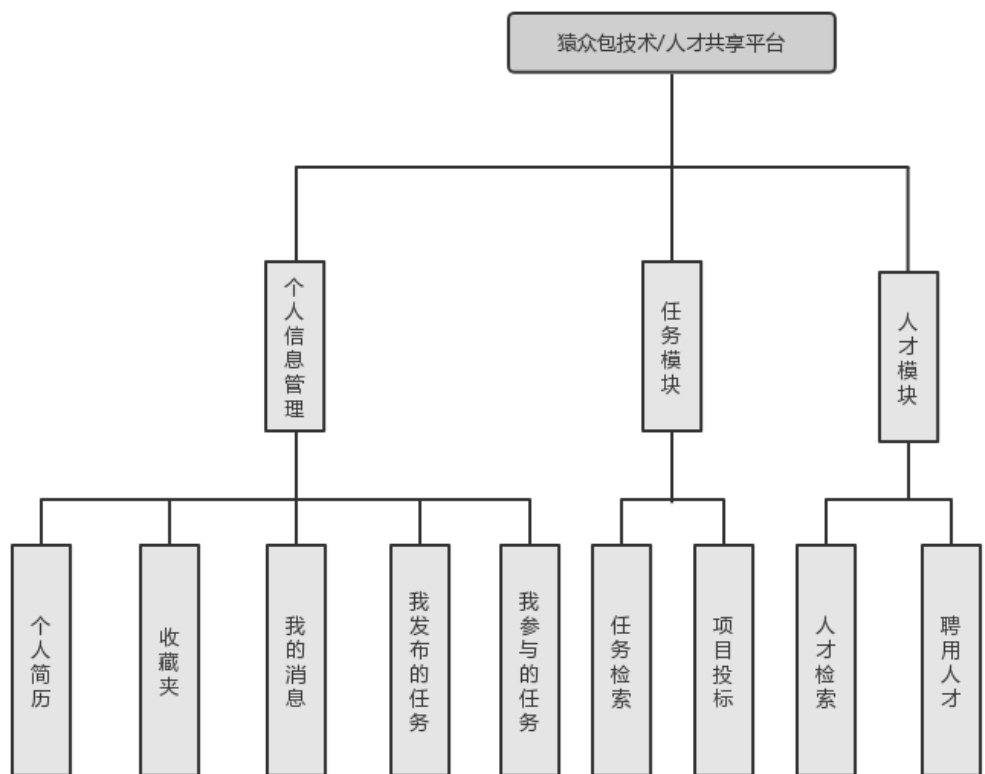 猿众包技术/人才共享平台
个人信息管理
任务模块
人才模块
个人简历
收藏夹
我的消息
我发布的任务
我参与的任务
任务检索
项目投标
人才检索
聘用人才